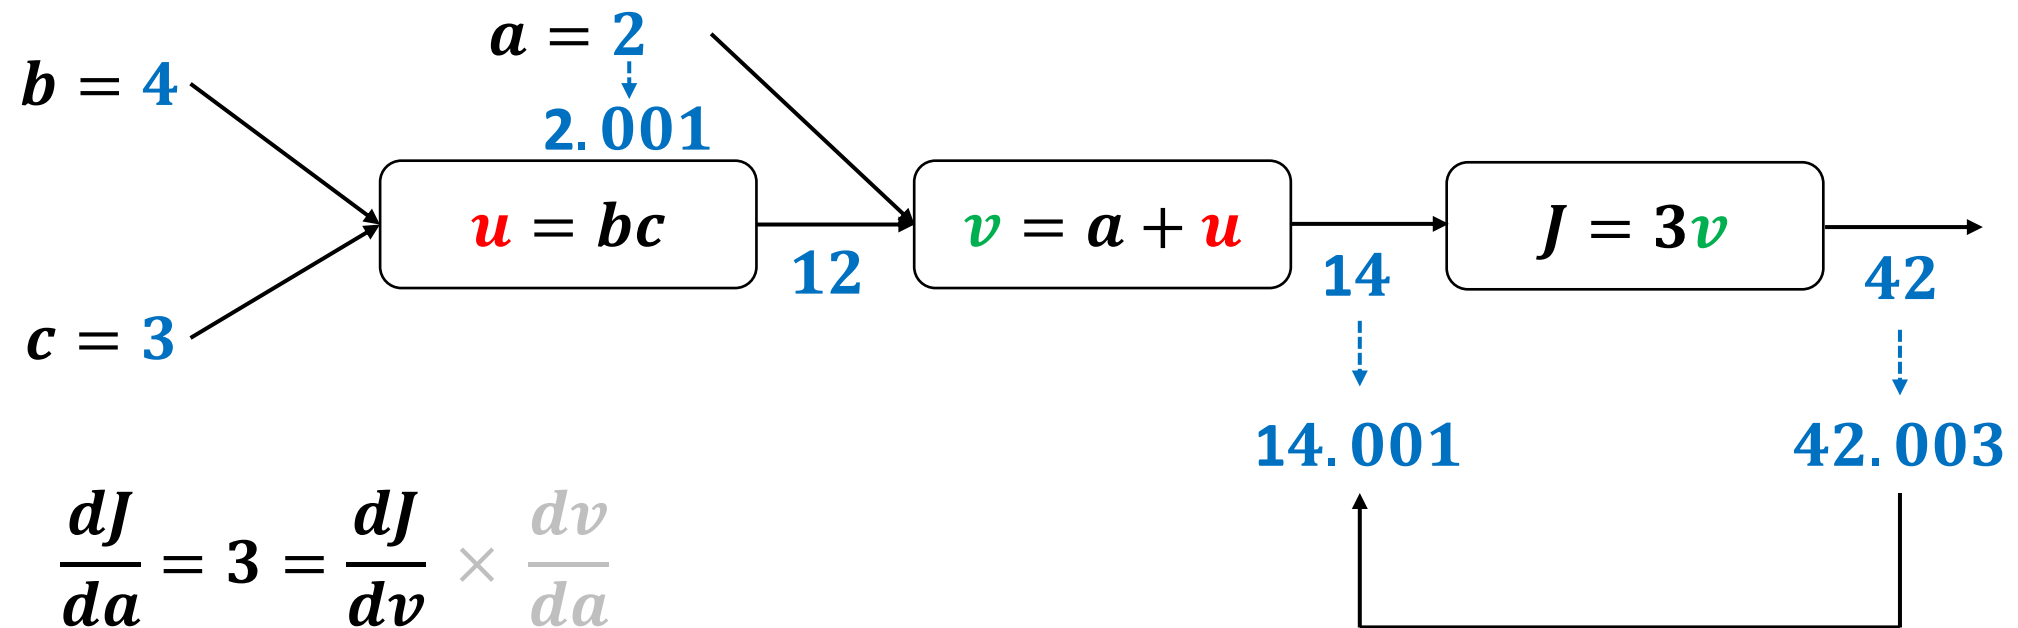 a = 2
b = 4
2.001
u = bc
v = a + u
J = 3v
12
14
42
c = 3
14.001
42.003
dJ/da = 3 = dJ/dv × dv/da